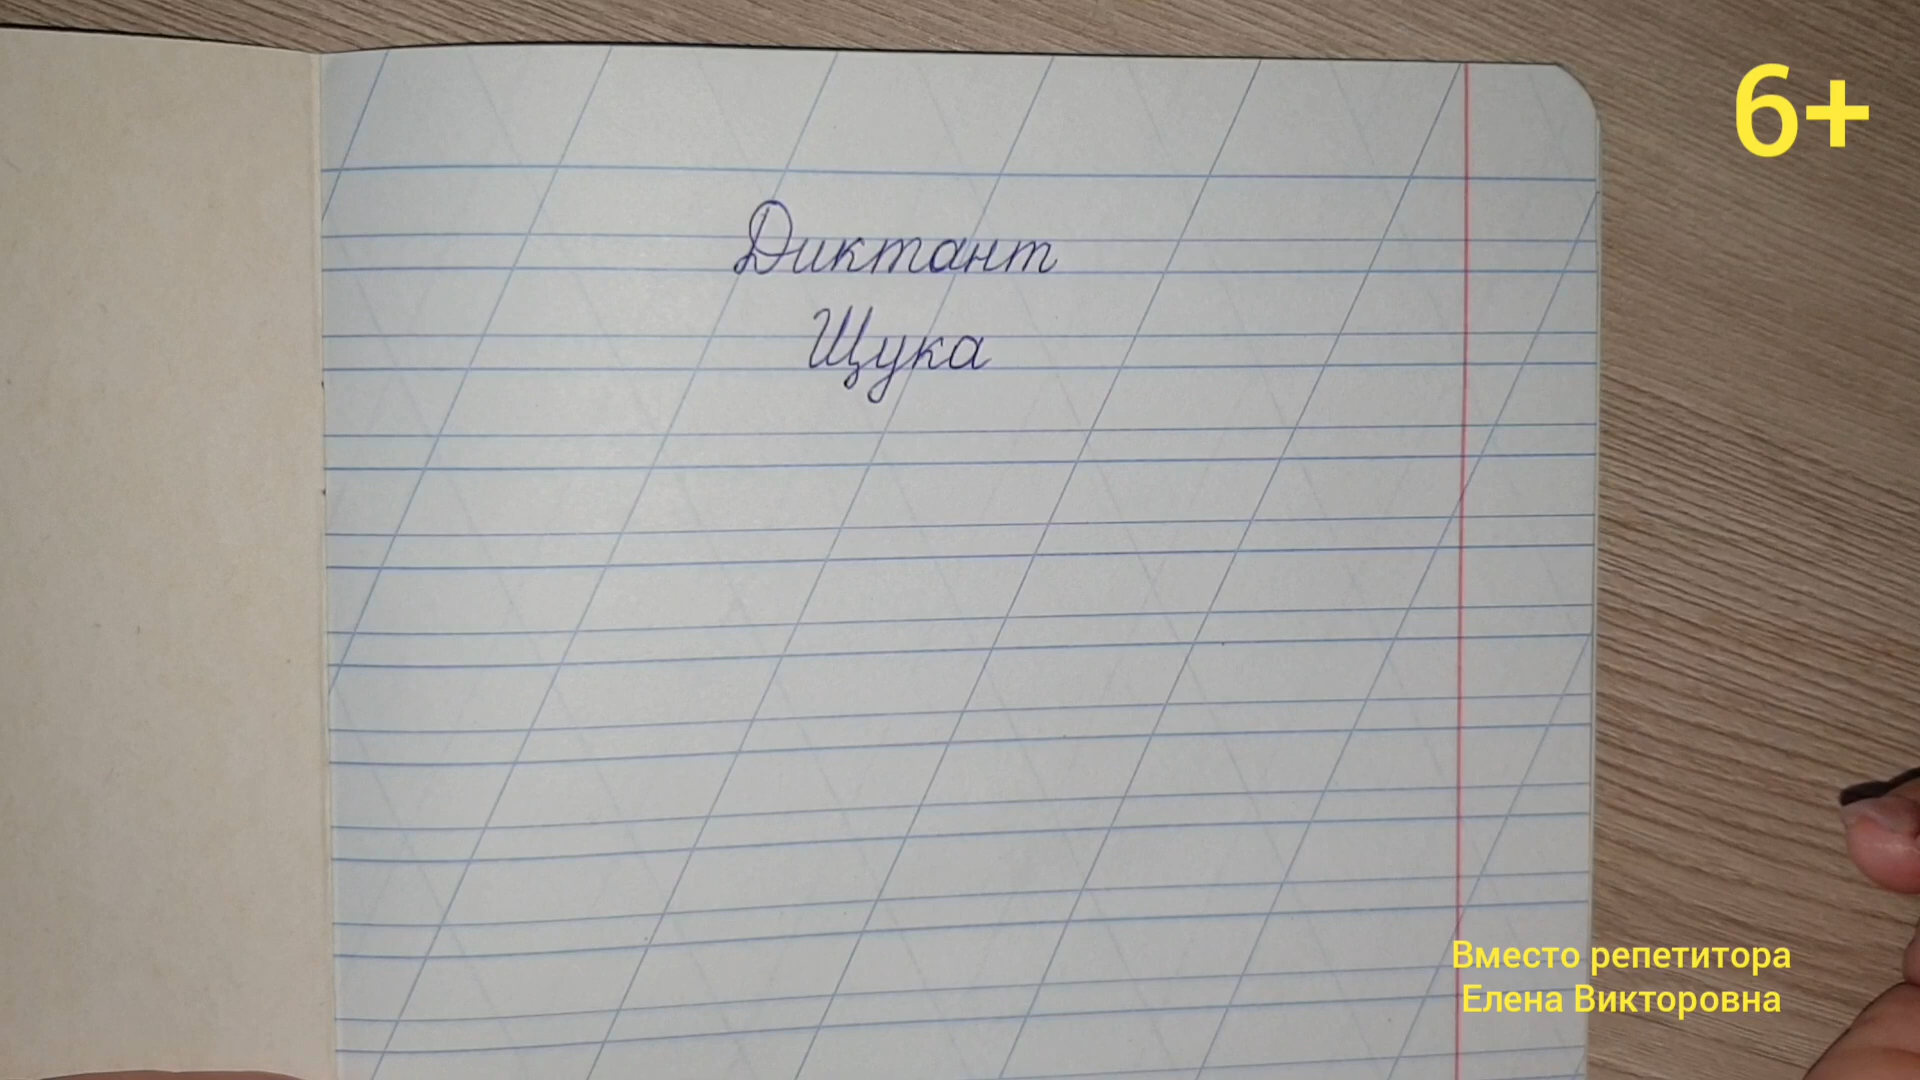 6+
Диктант
Щука
Вместо репетитора
Елена Викторовна